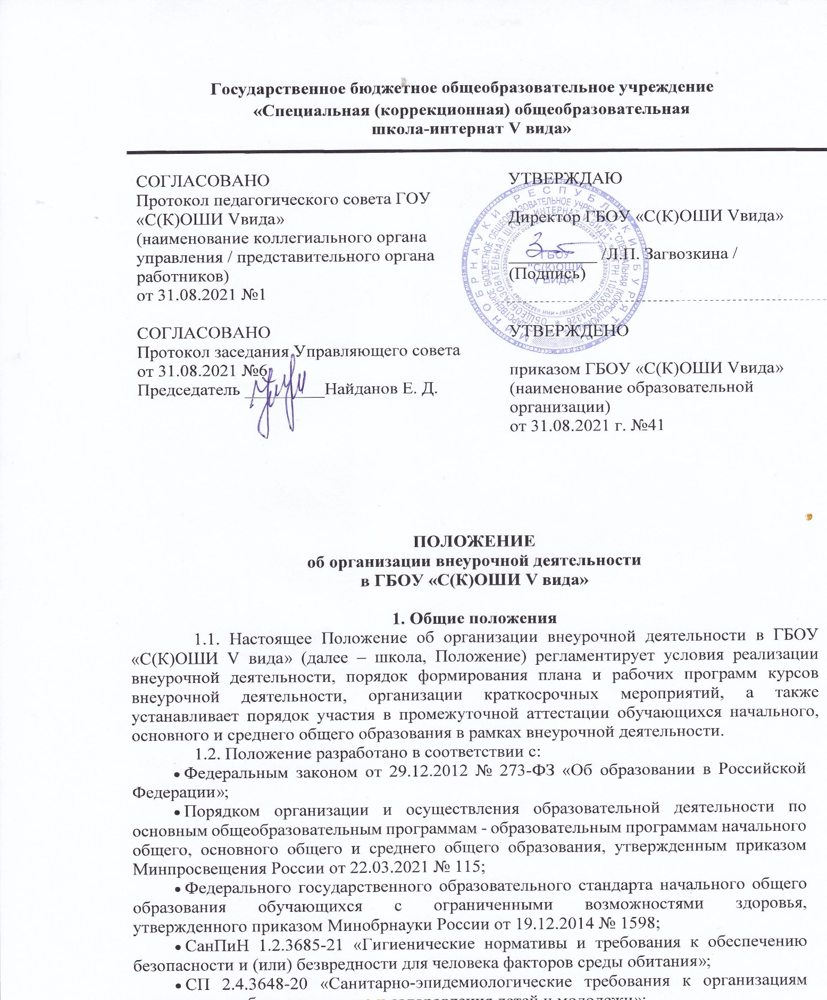 Государственное бюджетное общеобразовательное учреждение
«Специальная (коррекционная) общеобразовательная
школа-интернат V вида»
СОГЛАСОВАНО
Протокол педагогического совета ГОУ
«С(К)ОШИ Vвида»
(наименование коллегиального органа
управления / представительного органа
работников)
от 31.08.2021 №1
СОГЛАСОВАНО
Протокол заседания Управляющего совета
от 31.08.2021 №6
Председатель __________Найданов Е. Д.
УТВЕРЖДАЮ
Директор ГБОУ «С(К)ОШИ Vвида»
___________ /Л.П. Загвозкина /
(Подпись)
ГБОУ
"С(К)ОШИ
V ВИДА"
УТВЕРЖДЕНО
приказом ГБОУ «С(К)ОШИ Vвида»
(наименование образовательной
организации)
от 31.08.2021 г. №41
ПОЛОЖЕНИЕ
об организации внеурочной деятельности
в ГБОУ «С(К)ОШИ V вида»
1. Общие положения
1.1. Настоящее Положение об организации внеурочной деятельности в ГБОУ
«С(К)ОШИ V вида» (далее – школа, Положение) регламентирует условия реализации
внеурочной деятельности, порядок формирования плана и рабочих программ курсов
внеурочной деятельности, организации краткосрочных мероприятий, а также
устанавливает порядок участия в промежуточной аттестации обучающихся начального,
основного и среднего общего образования в рамках внеурочной деятельности.
1.2. Положение разработано в соответствии с:
• Федеральным законом от 29.12.2012 № 273-ФЗ «Об образовании в Российской
Федерации»;
• Порядком организации и осуществления образовательной деятельности по
основным общеобразовательным программам - образовательным программам начального
общего, основного общего и среднего общего образования, утвержденным приказом
Минпросвещения России от 22.03.2021 № 115;
• Федерального государственного образовательного стандарта начального общего
образования обучающихся с ограниченными возможностями здоровья,
утвержденного приказом Минобрнауки России от 19.12.2014 № 1598;
• СанПиН 1.2.3685-21 «Гигиенические нормативы и требования к обеспечению
безопасности и (или) безвредности для человека факторов среды обитания»;
• СП 2.4.3648-20 «Санитарно-эпидемиологические требования к организациям
детей и молодежи»;